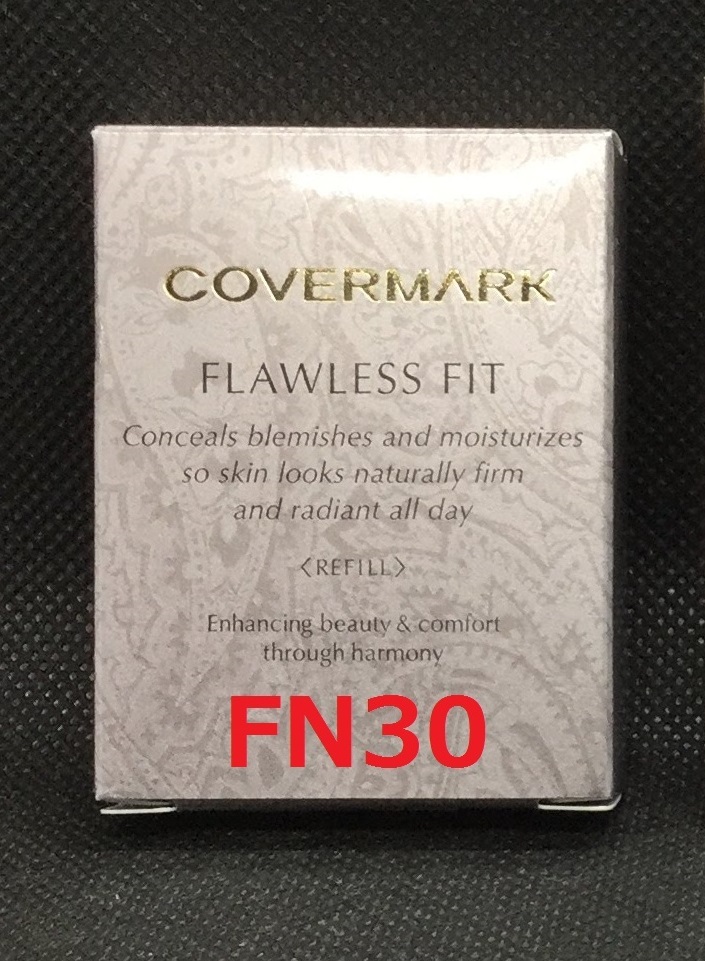 COVERMARK
FLAWLESS FIT
Conceals blemishes and moisturizes
so skin looks naturally firm
and radiant all day
〈REFILL〉
Enhancing beauty & comfort
through harmony
FN30